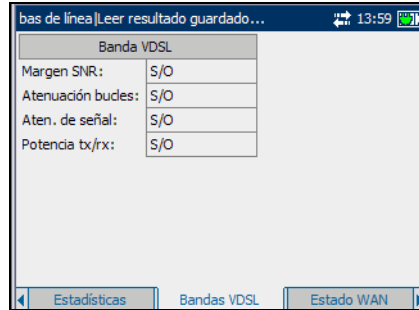 bas de línea|Leer resultado guardado... 13:59
Banda VDSL
Margen SNR: S/O
Atenuación bucles: S/O
Aten. de señal: S/O
Potencia tx/rx: S/O
Estadísticas Bandas VDSL Estado WAN